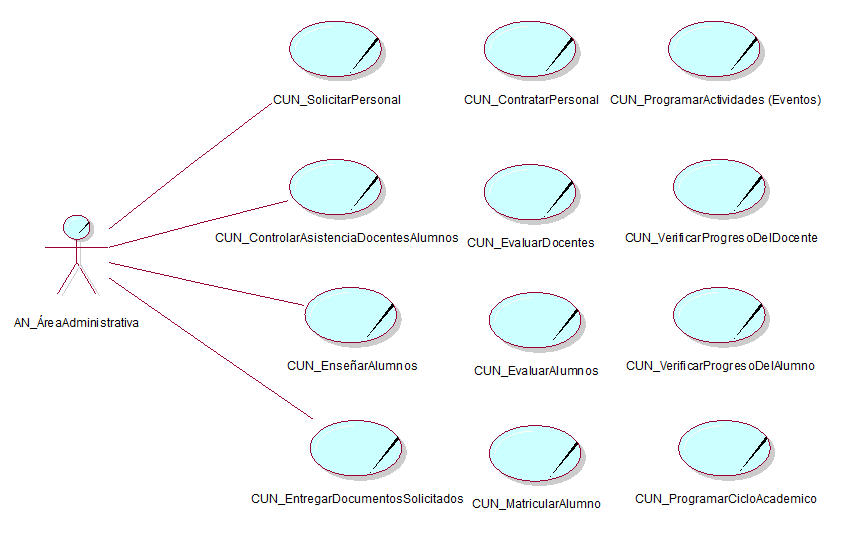 CUN_SolicitarPersonal
CUN_ContratarPersonal
CUN_ProgramarActividades (Eventos)
CUN_ControlarAsistenciaDocentesAlumnos
CUN_EvaluarDocentes
CUN_VerificarProgresoDelDocente
AN_ÁreaAdministrativa
CUN_EnseñarAlumnos
CUN_EvaluarAlumnos
CUN_VerificarProgresoDelAlumno
CUN_EntregarDocumentosSolicitados
CUN_MatricularAlumno
CUN_ProgramarCicloAcademico